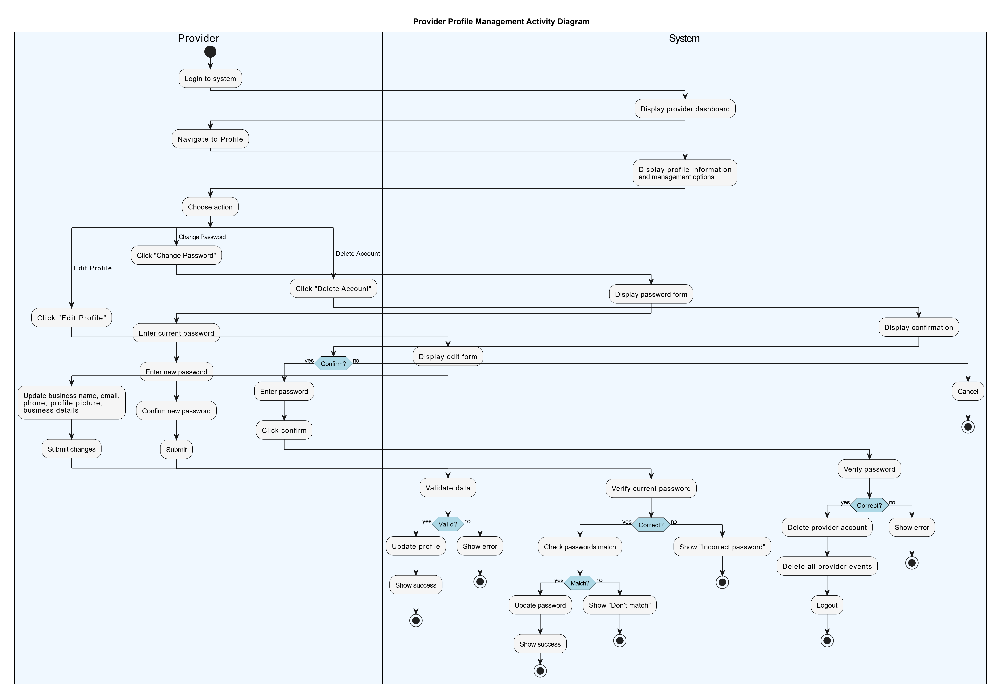 Provider Profile Management Activity Diagram
Provider
System
Login to system
Display provider dashboard
Navigate to Profile
Display profile information
and management options
Choose action
Change Password
Click "Change Password"
Delete Account
Edit Profile
Click "Delete Account"
Display password form
Click "Edit Profile"
Enter current password
Display confirmation
Display edit form
yes
Confirm?
no
Enter new password
Enter password
Cancel
Update business name, email,
phone, profile picture,
business details
Confirm new password
Click confirm
Submit changes
Submit
Verify password
Validate data
Verify current password
yes
Correct?
no
yes
Valid?
no
yes
Correct?
no
Delete provider account
Show error
Update profile
Show error
Check passwords match
Show "Incorrect password"
Delete all provider events
yes
Match?
no
Show success
Update password
Show "Don't match"
Logout
Show success